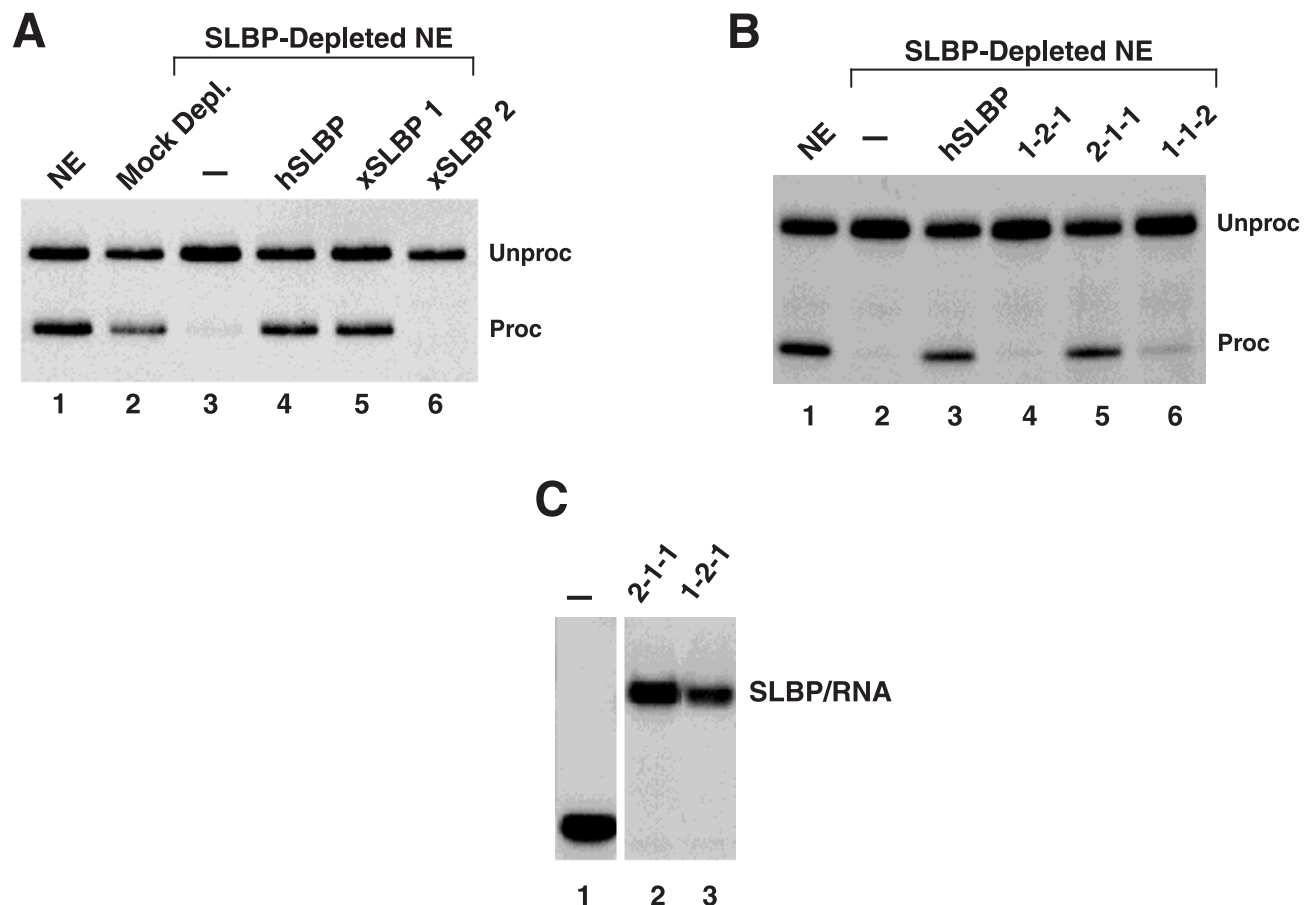 A
SLBP-Depleted NE
NE
Mock Depl.
—
hSLBP
xSLBP 1
xSLBP 2
Unproc
Proc
1 2 3 4 5 6
B
SLBP-Depleted NE
NE
—
hSLBP
1-2-1
2-1-1
1-1-2
Unproc
Proc
1 2 3 4 5 6
C
—
2-1-1
1-2-1
SLBP/RNA
1 2 3